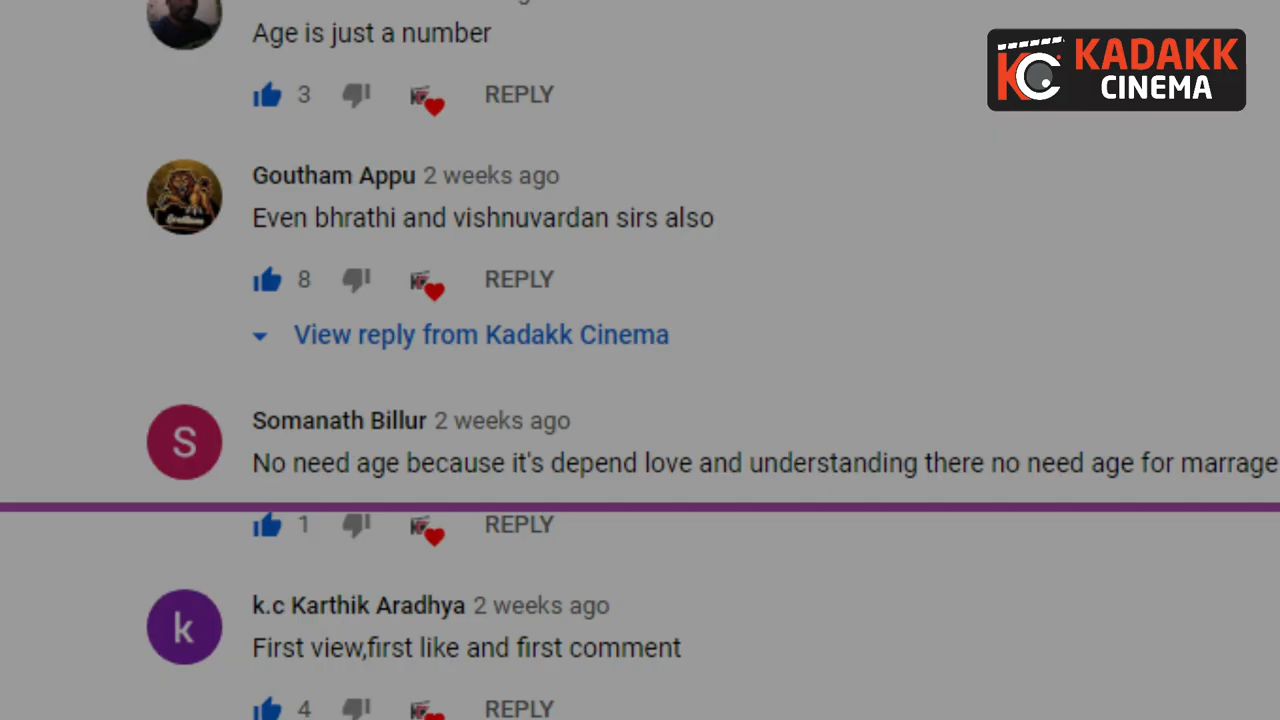 Age is just a number
3 REPLY
KADAKK
CINEMA
Goutham Appu 2 weeks ago
Even bhrathi and vishnuvardan sirs also
8 REPLY
View reply from Kadakk Cinema
S
Somanath Billur 2 weeks ago
No need age because it's depend love and understanding there no need age for marrage
1 REPLY
k
k.c Karthik Aradhya 2 weeks ago
First view,first like and first comment
4 REPLY